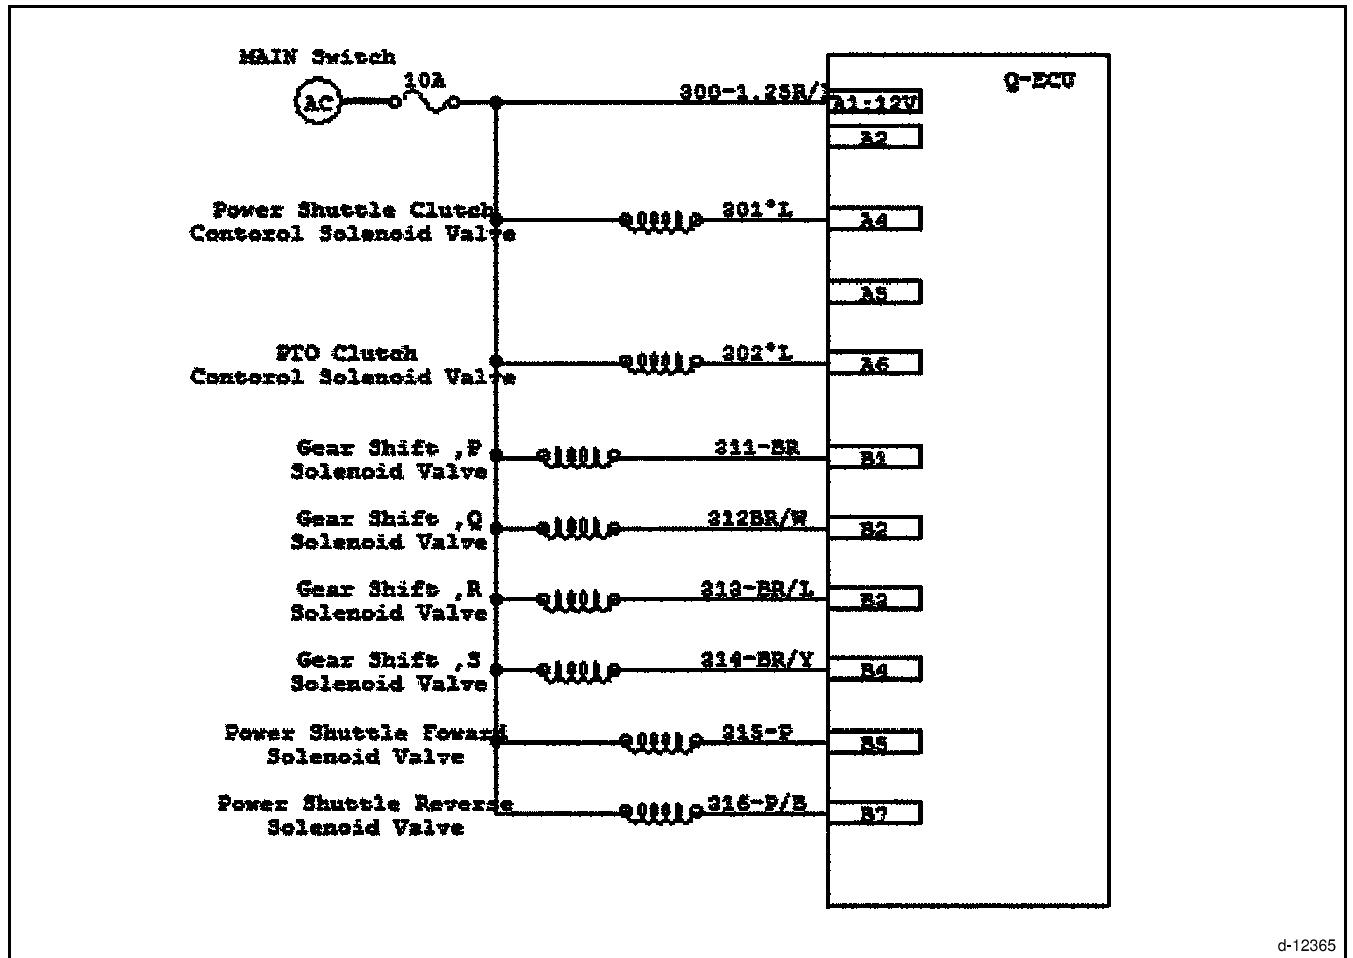 MAIN Switch
10A
AC
300-1.25R/
Q-ECU
A1:12V
A2
Power Shuttle Clutch
Contorol Solenoid Valve
301*L
A4
A5
PTO Clutch
Contorol Solenoid Valve
302*L
A6
Gear Shift ,P
Solenoid Valve
311-BR
B1
Gear Shift ,Q
Solenoid Valve
312BR/W
B2
Gear Shift ,R
Solenoid Valve
313-BR/L
B3
Gear Shift ,S
Solenoid Valve
314-BR/Y
B4
Power Shuttle Foward
Solenoid Valve
315-P
B5
Power Shuttle Reverse
Solenoid Valve
316-P/B
B7
d-12365